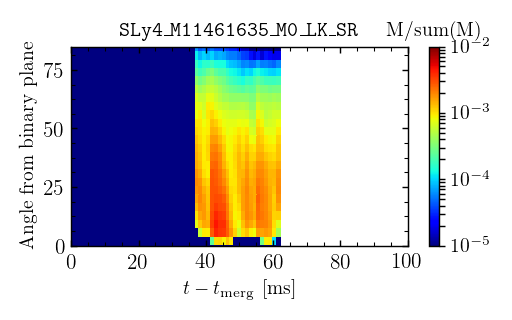 SLy4_M11461635_M0_LK_SR
M/sum(M)
Angle from binary plane
75
50
25
0
0 20 40 60 80 100
t − t_merg [ms]
10^−2
10^−3
10^−4
10^−5